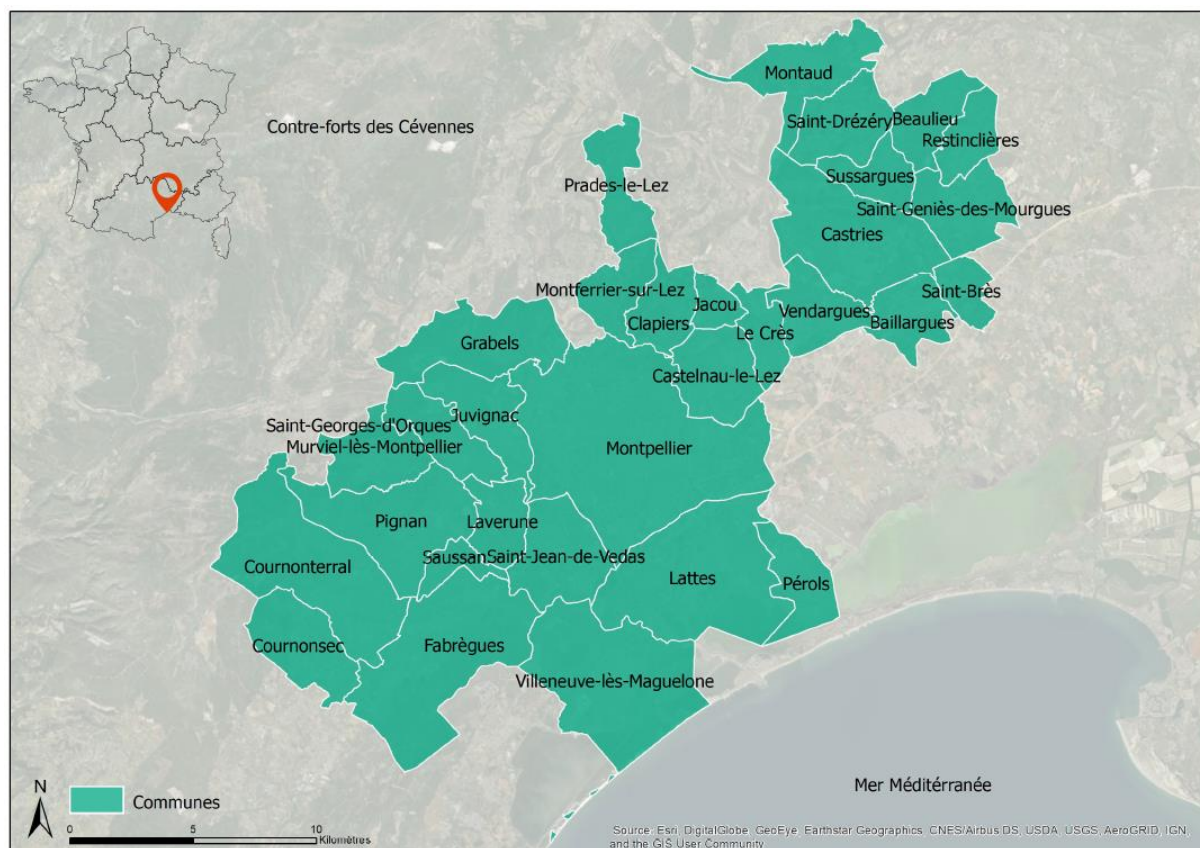 Montaud
Contre-forts des Cévennes
Saint-Drézéry
Beaulieu
Restinclières
Prades-le-Lez
Sussargues
Saint-Geniès-des-Mourgues
Castries
Montferrier-sur-Lez
Jacou
Saint-Brès
Vendargues
Clapiers
Baillargues
Le Crès
Grabels
Castelnau-le-Lez
Juvignac
Saint-Georges-d'Orques
Murviel-lès-Montpellier
Montpellier
Pignan
Laverune
Saussan
Saint-Jean-de-Vedas
Cournonterral
Lattes
Pérols
Cournonsec
Fabrègues
Villeneuve-lès-Maguelone
Mer Méditérranée
N
Communes
0 5 10
Kilomètres
Source: Esri, DigitalGlobe, GeoEye, Earthstar Geographics, CNES/Airbus DS, USDA, USGS, AeroGRID, IGN,
and the GIS User Community